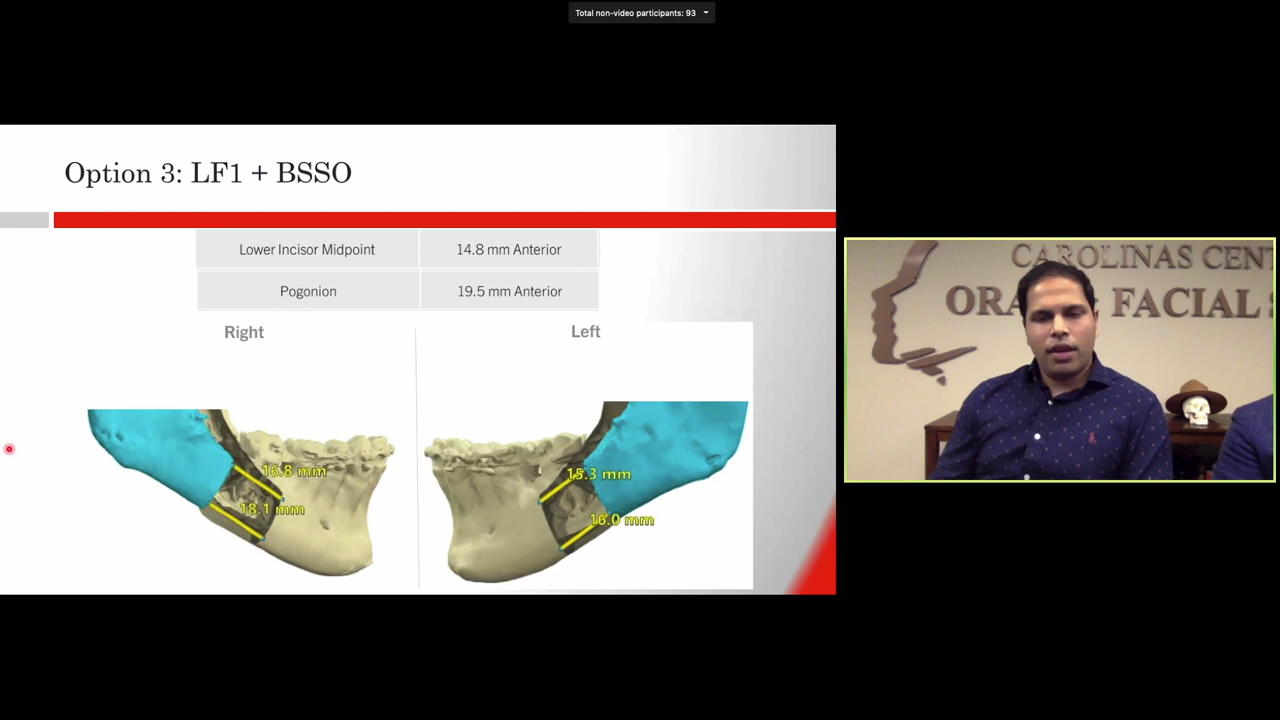 Total non-video participants: 93
Option 3: LF1 + BSSO
Lower Incisor Midpoint 14.8 mm Anterior
Pogonion 19.5 mm Anterior
Right Left
16.8 mm
18.1 mm
15.3 mm
16.0 mm
CAROLINAS CENT
ORA FACIAL S